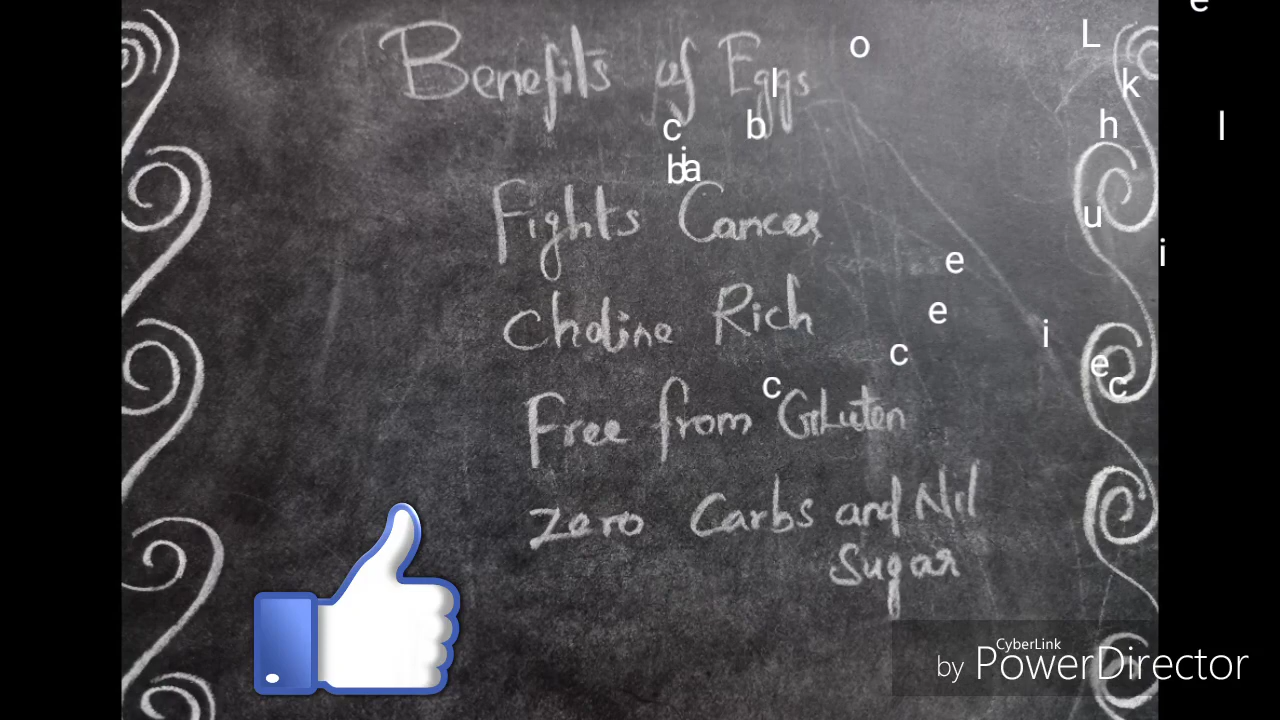 Benefits of Eggs
Fights Cancer
Choline Rich
Free from Gluten
Zero Carbs and Nil
Sugar
CyberLink
by PowerDirector